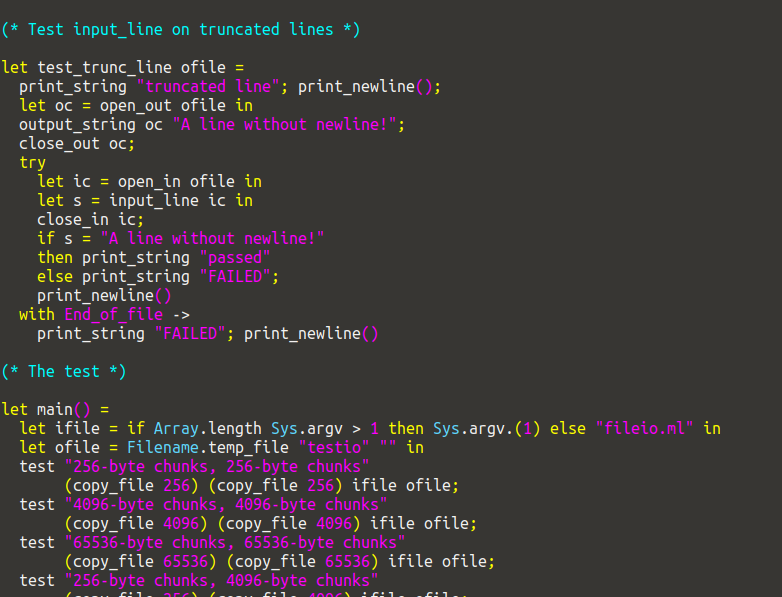 (* Test input_line on truncated lines *)
let test_trunc_line ofile =
  print_string "truncated line"; print_newline();
  let oc = open_out ofile in
  output_string oc "A line without newline!";
  close_out oc;
  try
    let ic = open_in ofile in
    let s = input_line ic in
    close_in ic;
    if s = "A line without newline!"
    then print_string "passed"
    else print_string "FAILED";
    print_newline()
  with End_of_file ->
    print_string "FAILED"; print_newline()
(* The test *)
let main() =
  let ifile = if Array.length Sys.argv > 1 then Sys.argv.(1) else "fileio.ml" in
  let ofile = Filename.temp_file "testio" "" in
  test "256-byte chunks, 256-byte chunks"
       (copy_file 256) (copy_file 256) ifile ofile;
  test "4096-byte chunks, 4096-byte chunks"
       (copy_file 4096) (copy_file 4096) ifile ofile;
  test "65536-byte chunks, 65536-byte chunks"
       (copy_file 65536) (copy_file 65536) ifile ofile;
  test "256-byte chunks, 4096-byte chunks"
       (copy_file 256) (copy_file 4096) ifile ofile;